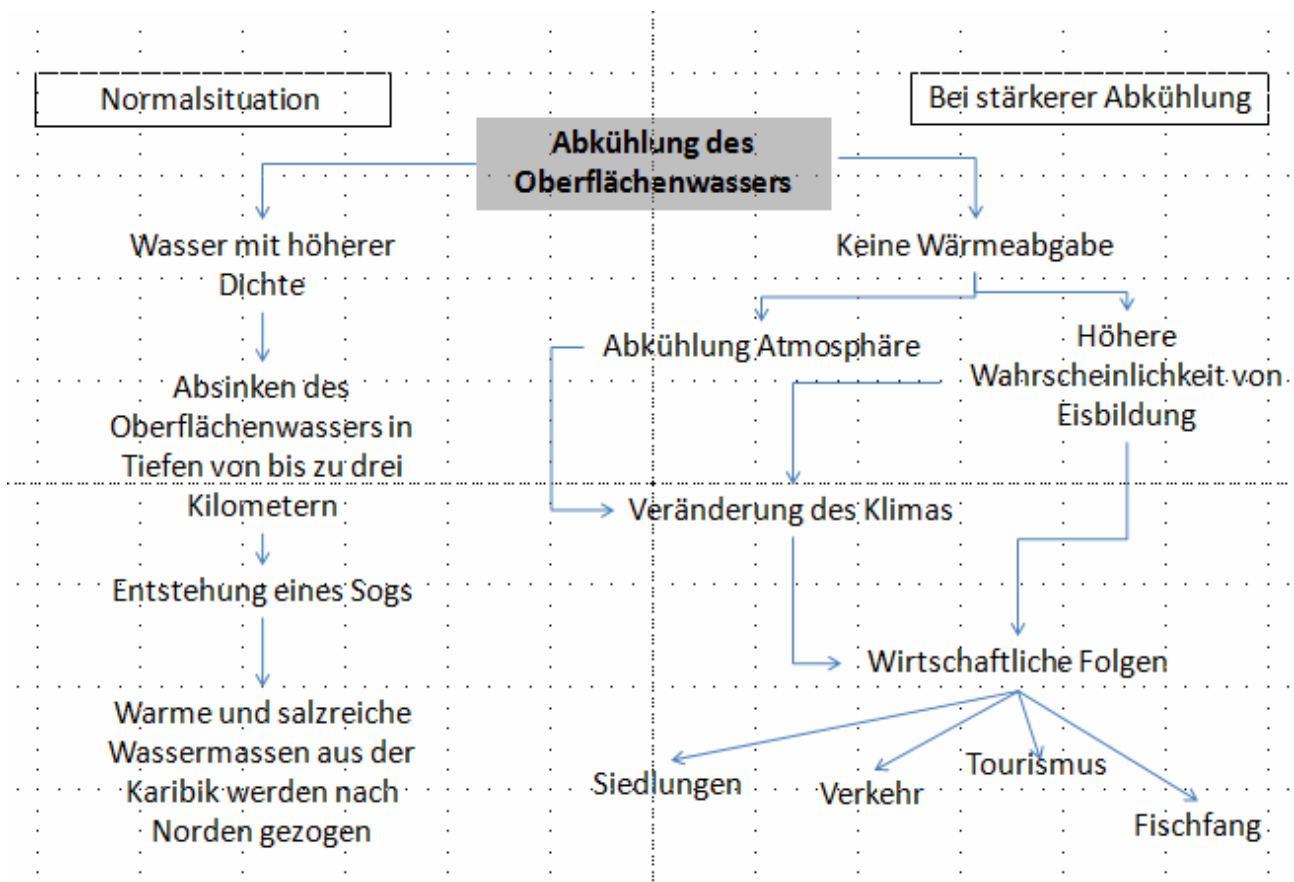 Normalsituation
Bei stärkerer Abkühlung
Abkühlung des
Oberflächenwassers
Wasser mit höherer
Dichte
Absinken des
Oberflächenwassers in
Tiefen von bis zu drei
Kilometern
Entstehung eines Sogs
Warme und salzreiche
Wassermassen aus der
Karibik werden nach
Norden gezogen
Keine Wärmeabgabe
Abkühlung Atmosphäre
Höhere
Wahrscheinlichkeit von
Eisbildung
Veränderung des Klimas
Wirtschaftliche Folgen
Siedlungen
Verkehr
Tourismus
Fischfang